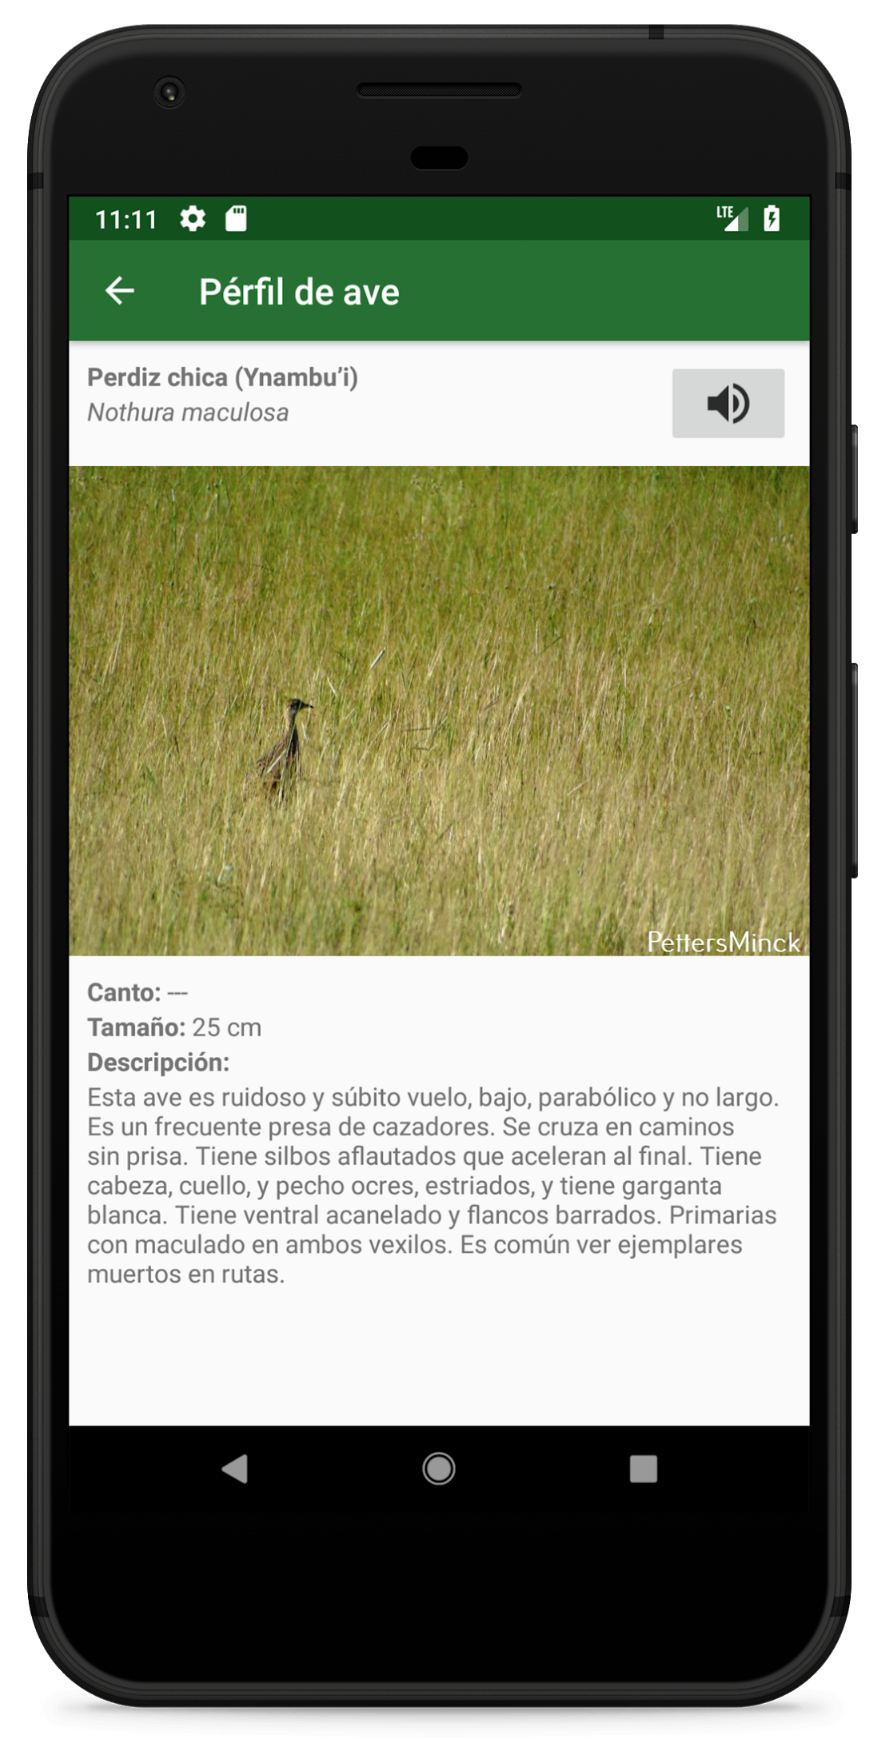 11:11
LTE
Pérfil de ave
Perdiz chica (Ynambu’i)
Nothura maculosa
PettersMinck
Canto: ---
Tamaño: 25 cm
Descripción:
Esta ave es ruidoso y súbito vuelo, bajo, parabólico y no largo.
Es un frecuente presa de cazadores. Se cruza en caminos
sin prisa. Tiene silbos aflautados que aceleran al final. Tiene
cabeza, cuello, y pecho ocres, estriados, y tiene garganta
blanca. Tiene ventral acanelado y flancos barrados. Primarias
con maculado en ambos vexilos. Es común ver ejemplares
muertos en rutas.